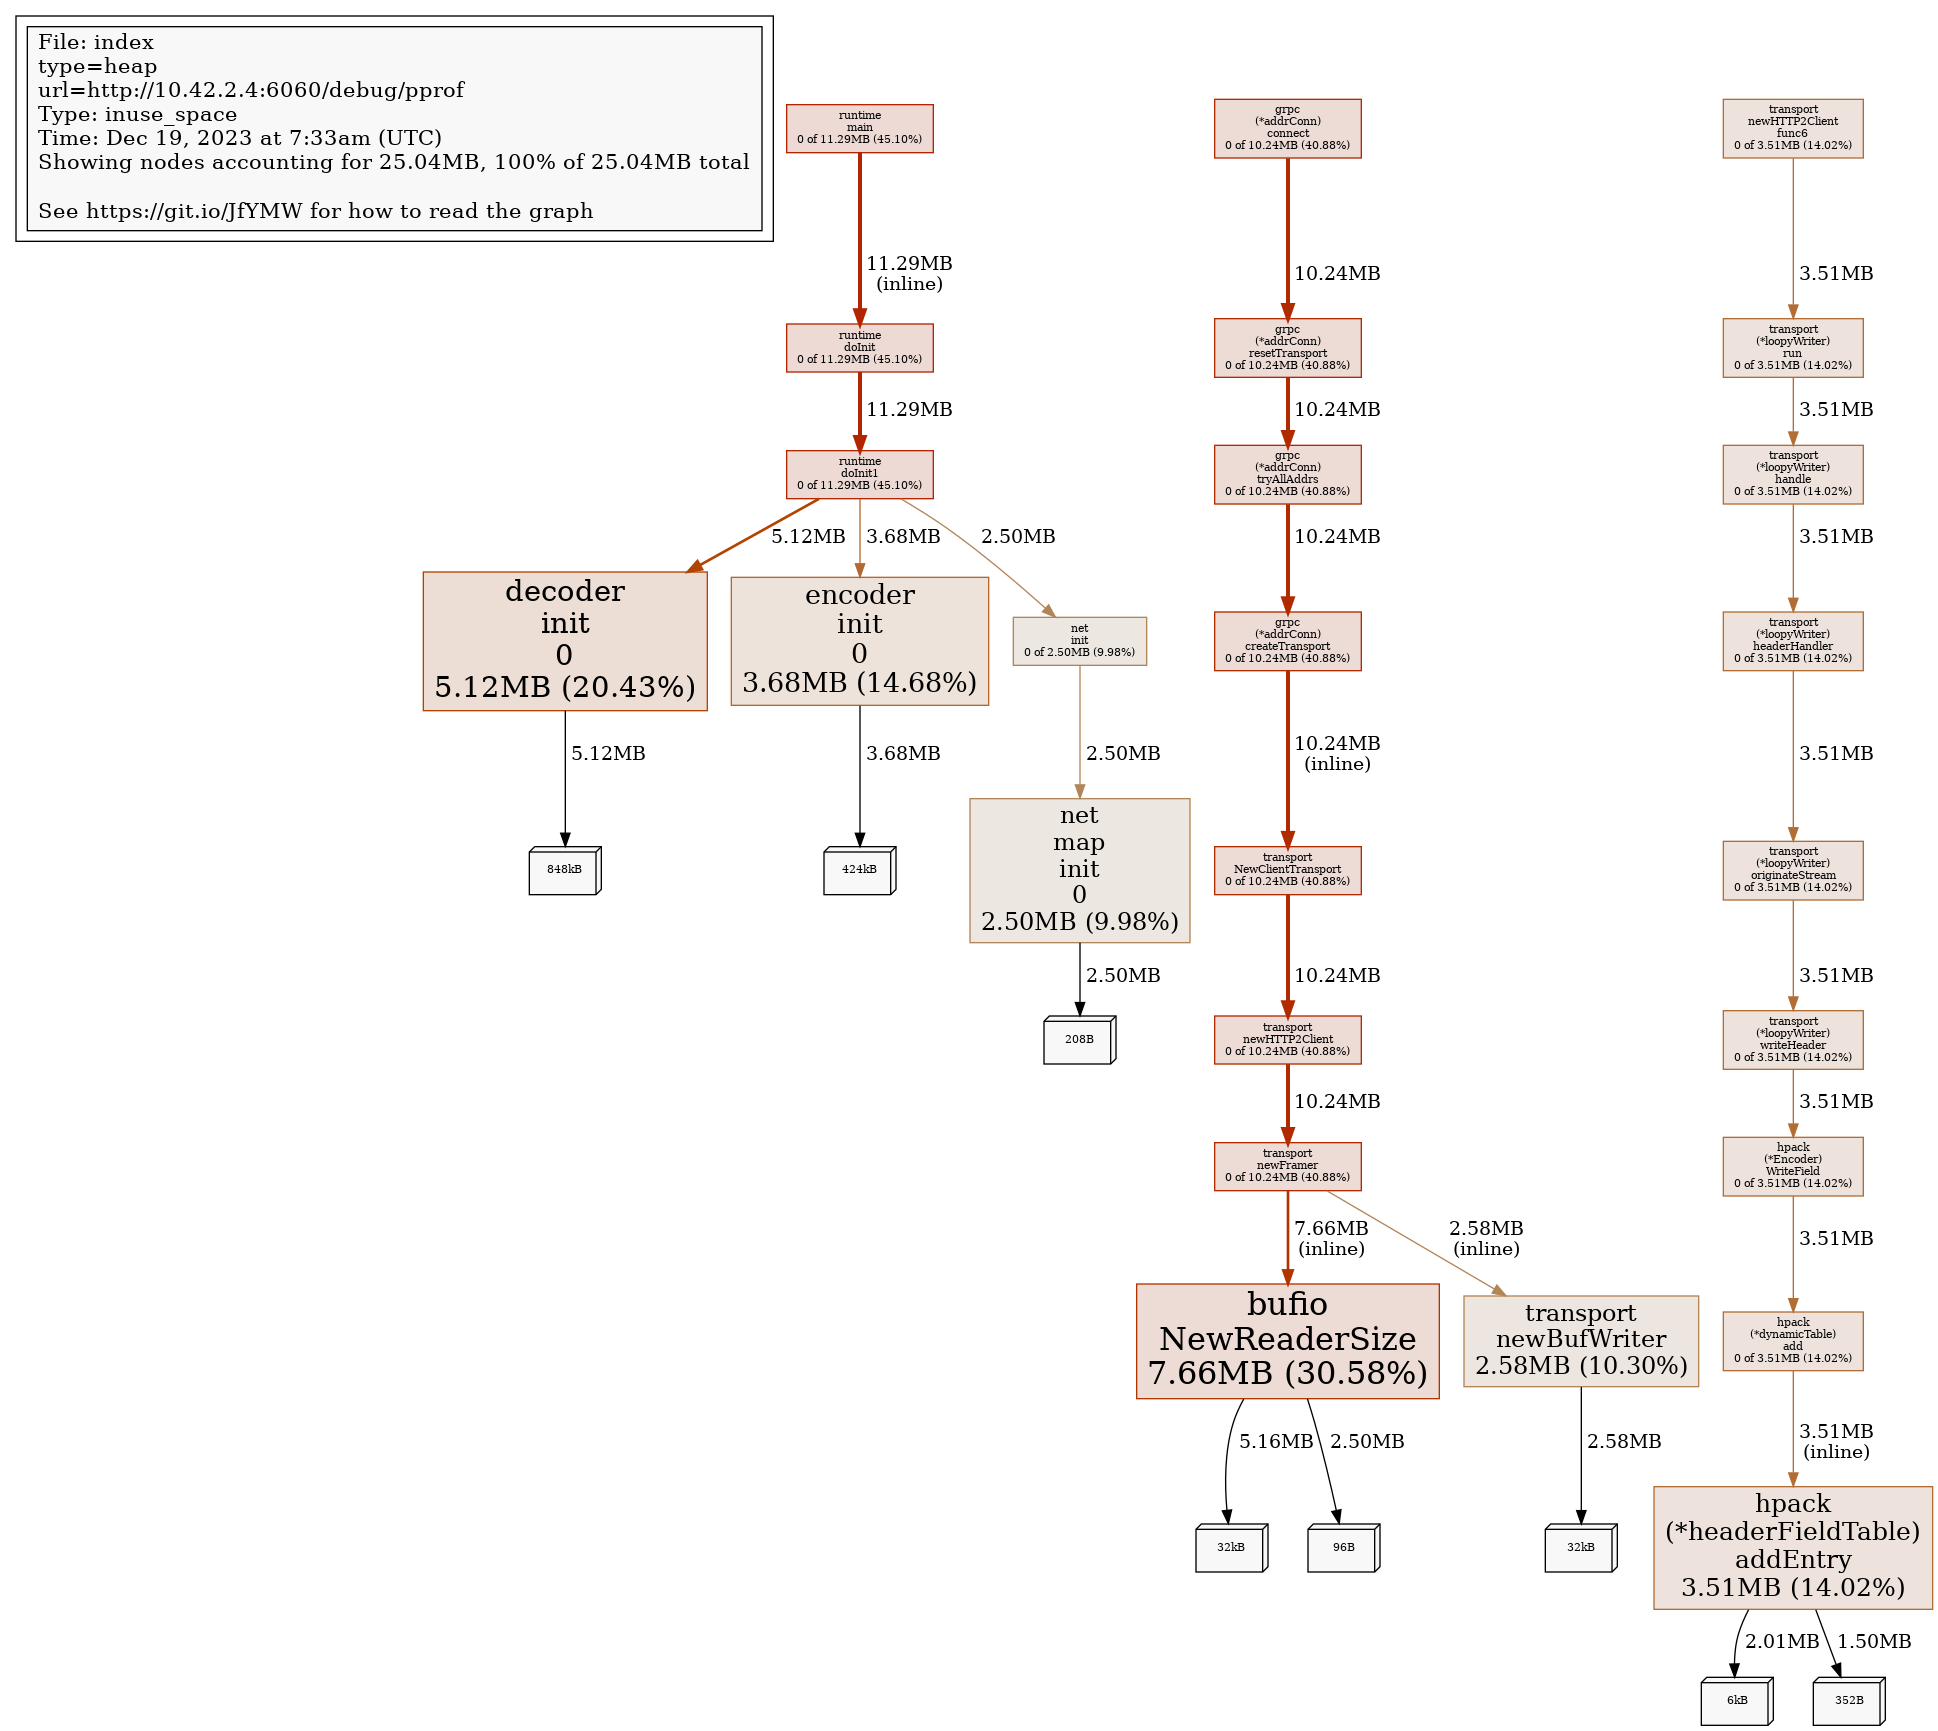 File: index
type=heap
url=http://10.42.2.4:6060/debug/pprof
Type: inuse_space
Time: Dec 19, 2023 at 7:33am (UTC)
Showing nodes accounting for 25.04MB, 100% of 25.04MB total
See https://git.io/JfYMW for how to read the graph
runtime
main
0 of 11.29MB (45.10%)
11.29MB
(inline)
runtime
doInit
0 of 11.29MB (45.10%)
11.29MB
runtime
doInit1
0 of 11.29MB (45.10%)
5.12MB
3.68MB
2.50MB
decoder
init
0
5.12MB (20.43%)
5.12MB
848kB
encoder
init
0
3.68MB (14.68%)
3.68MB
424kB
net
init
0 of 2.50MB (9.98%)
2.50MB
net
map
init
0
2.50MB (9.98%)
2.50MB
208B
grpc
(*addrConn)
connect
0 of 10.24MB (40.88%)
10.24MB
grpc
(*addrConn)
resetTransport
0 of 10.24MB (40.88%)
10.24MB
grpc
(*addrConn)
tryAllAddrs
0 of 10.24MB (40.88%)
10.24MB
grpc
(*addrConn)
createTransport
0 of 10.24MB (40.88%)
10.24MB
(inline)
transport
NewClientTransport
0 of 10.24MB (40.88%)
10.24MB
transport
newHTTP2Client
0 of 10.24MB (40.88%)
10.24MB
transport
newFramer
0 of 10.24MB (40.88%)
7.66MB
(inline)
2.58MB
(inline)
bufio
NewReaderSize
7.66MB (30.58%)
5.16MB
2.50MB
32kB
96B
transport
newBufWriter
2.58MB (10.30%)
2.58MB
32kB
transport
newHTTP2Client
func6
0 of 3.51MB (14.02%)
3.51MB
transport
(*loopyWriter)
run
0 of 3.51MB (14.02%)
3.51MB
transport
(*loopyWriter)
handle
0 of 3.51MB (14.02%)
3.51MB
transport
(*loopyWriter)
headerHandler
0 of 3.51MB (14.02%)
3.51MB
transport
(*loopyWriter)
originateStream
0 of 3.51MB (14.02%)
3.51MB
transport
(*loopyWriter)
writeHeader
0 of 3.51MB (14.02%)
3.51MB
hpack
(*Encoder)
WriteField
0 of 3.51MB (14.02%)
3.51MB
hpack
(*dynamicTable)
add
0 of 3.51MB (14.02%)
3.51MB
(inline)
hpack
(*headerFieldTable)
addEntry
3.51MB (14.02%)
2.01MB
1.50MB
6kB
352B